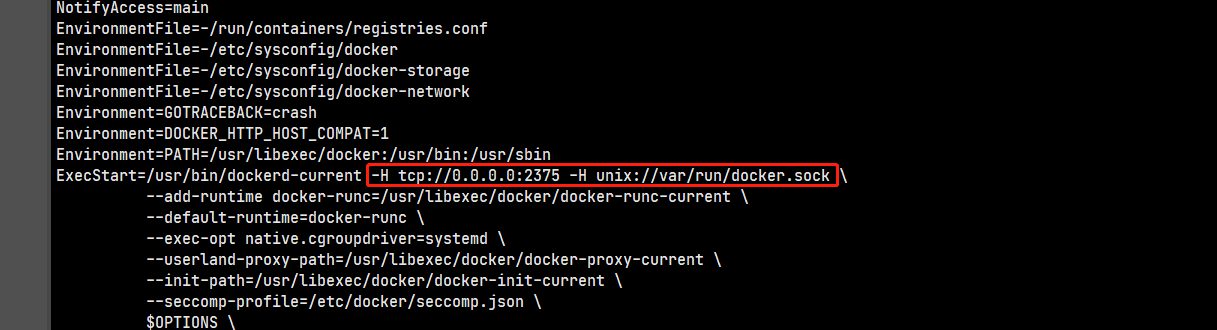 NotifyAccess=main
EnvironmentFile=-/run/containers/registries.conf
EnvironmentFile=-/etc/sysconfig/docker
EnvironmentFile=-/etc/sysconfig/docker-storage
EnvironmentFile=-/etc/sysconfig/docker-network
Environment=GOTRACEBACK=crash
Environment=DOCKER_HTTP_HOST_COMPAT=1
Environment=PATH=/usr/libexec/docker:/usr/bin:/usr/sbin
ExecStart=/usr/bin/dockerd-current -H tcp://0.0.0.0:2375 -H unix://var/run/docker.sock \
--add-runtime docker-runc=/usr/libexec/docker/docker-runc-current \
--default-runtime=docker-runc \
--exec-opt native.cgroupdriver=systemd \
--userland-proxy-path=/usr/libexec/docker/docker-proxy-current \
--init-path=/usr/libexec/docker/docker-init-current \
--seccomp-profile=/etc/docker/seccomp.json \
$OPTIONS \